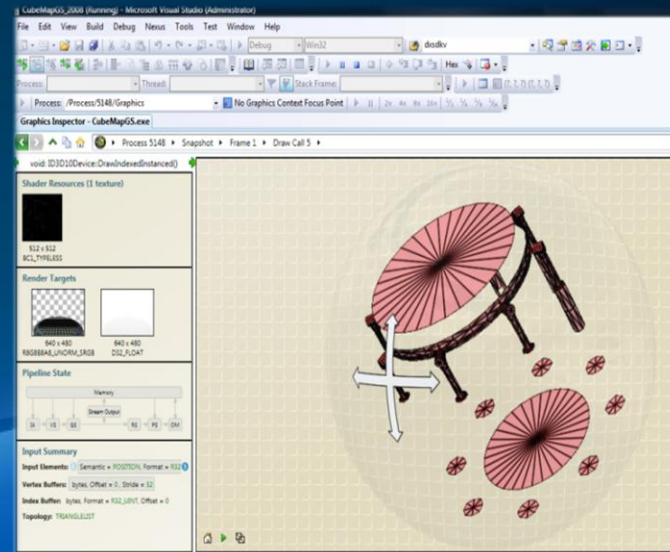 CubeMapGS_2008 (Running) - Microsoft Visual Studio (Administrator)
File Edit View Build Debug Nexus Tools Test Window Help
Debug Win32 dxsdkv
Hex
Process: Thread: Stack Frame:
Process: /Process/5148/Graphics No Graphics Context Focus Point 2x 4x 8x 16x
Graphics Inspector - CubeMapGS.exe
Process 5148 Snapshot Frame 1 Draw Call 5
void: ID3D10Device::DrawIndexedInstanced()
Shader Resources (1 texture)
512 x 512
BC1_TYPELESS
Render Targets
640 x 480 640 x 480
R8G8B8A8_UNORM_SRGB D32_FLOAT
Pipeline State
Memory
Stream Output
IA VS GS RS PS OM
Input Summary
Input Elements: Semantic = POSITION, Format = R32
Vertex Buffers: bytes, Offset = 0, Stride = 32
Index Buffer: bytes, Format = R32_UINT, Offset = 0
Topology: TRIANGLELIST